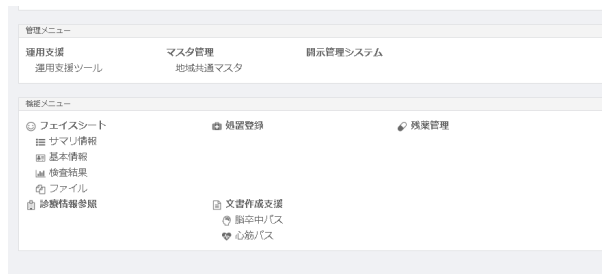 管理メニュー
運用支援 マスタ管理 開示管理システム
運用支援ツール 地域共通マスタ
機能メニュー
フェイスシート 処置登録 残薬管理
サマリ情報
基本情報
検査結果
ファイル
診療情報参照 文書作成支援
脳卒中パス
心筋パス